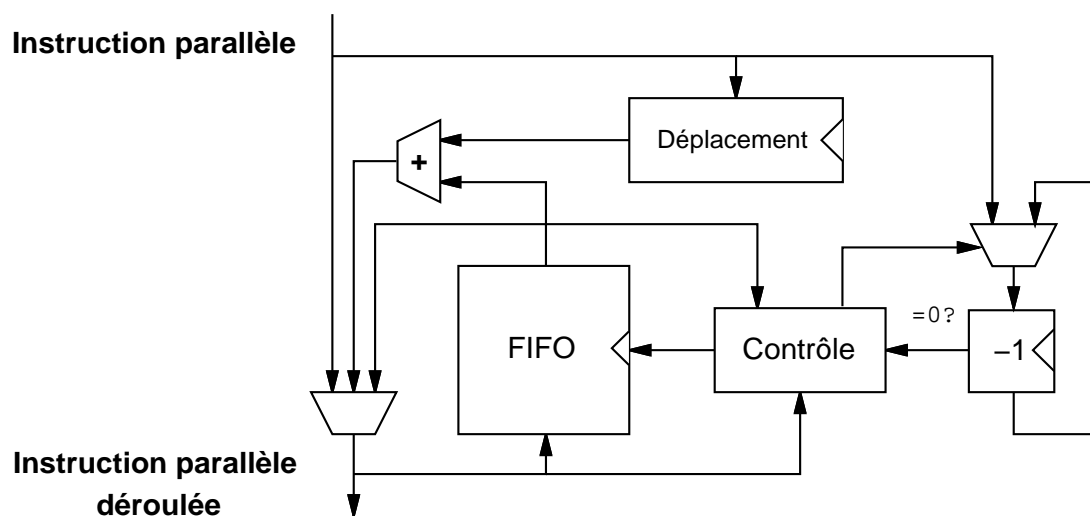 Instruction parallèle
Déplacement
+
=0?
FIFO
Contrôle
−1
Instruction parallèle
déroulée